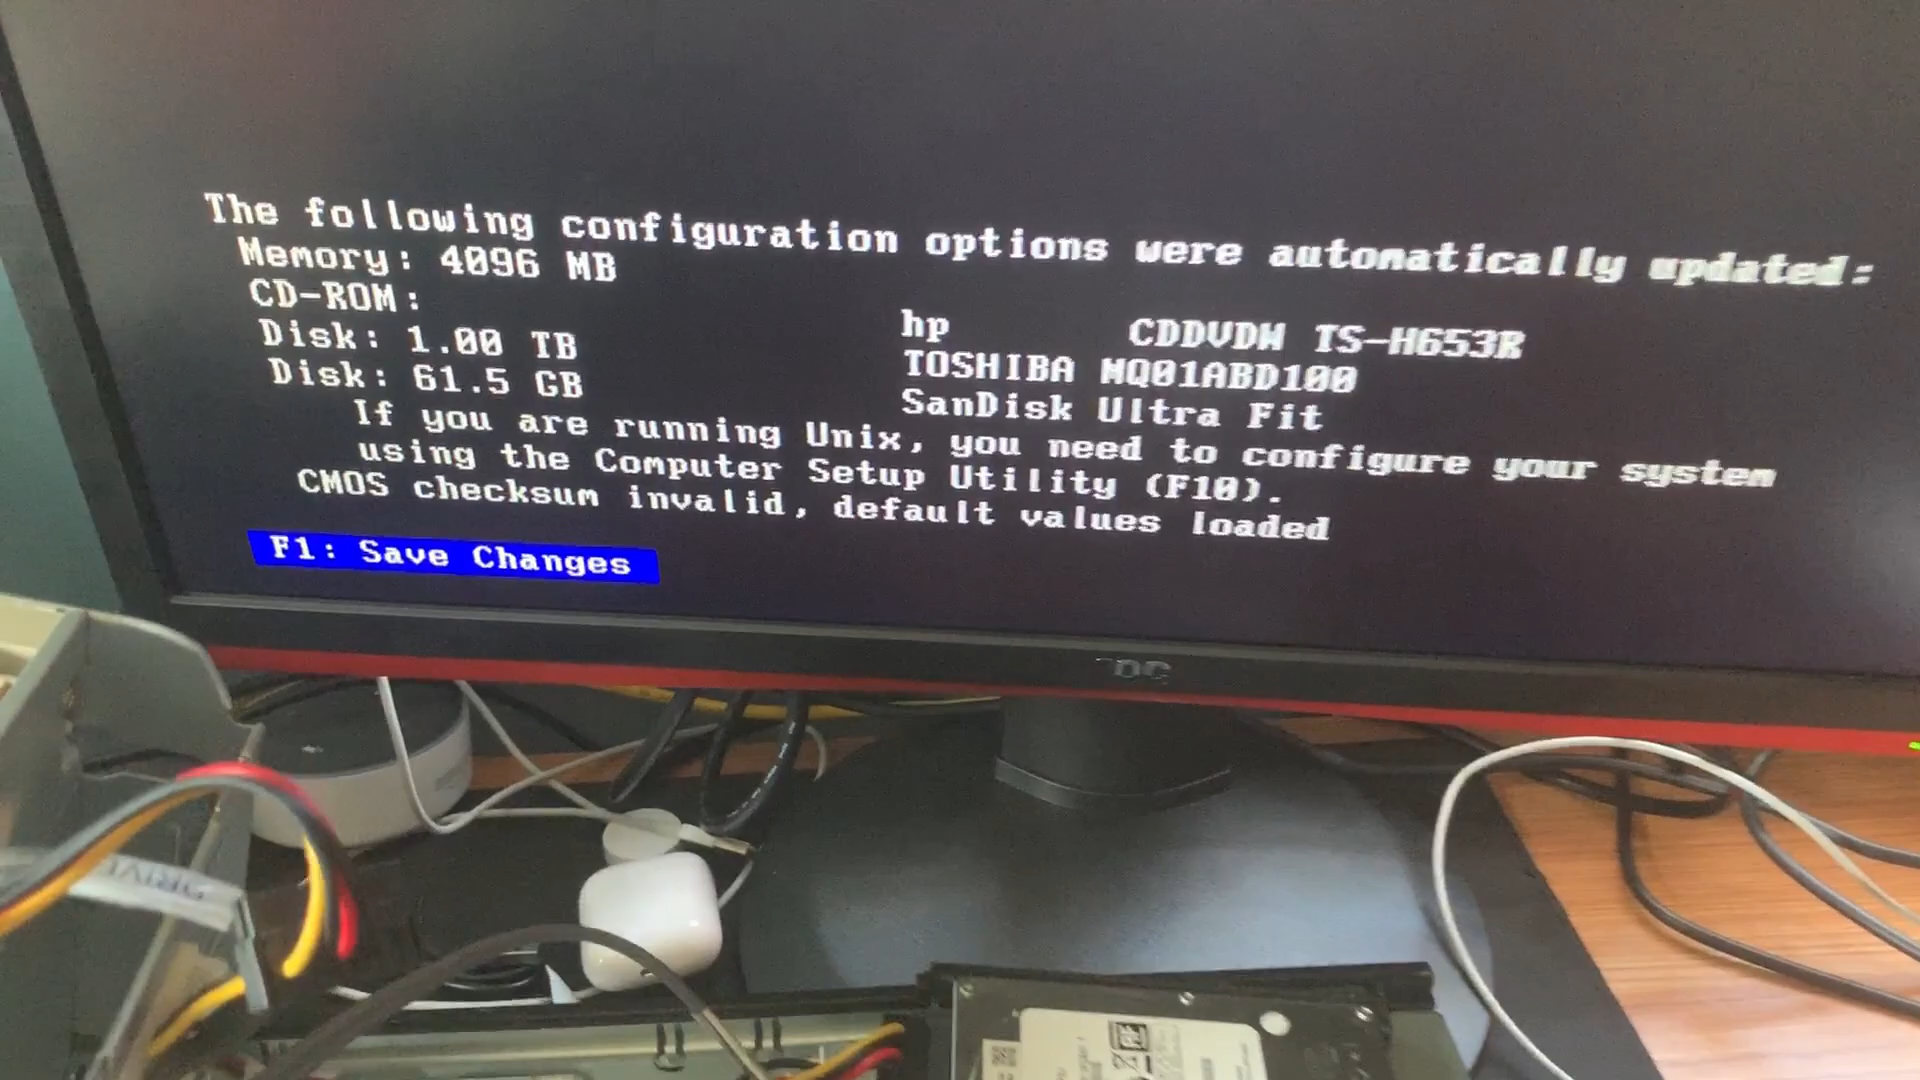 The following configuration options were automatically updated:
Memory: 4096 MB
CD-ROM: hp CDDVDW TS-H653R
Disk: 1.00 TB TOSHIBA MQ01ABD100
Disk: 61.5 GB SanDisk Ultra Fit
If you are running Unix, you need to configure your system
using the Computer Setup Utility (F10).
CMOS checksum invalid, default values loaded
F1: Save Changes